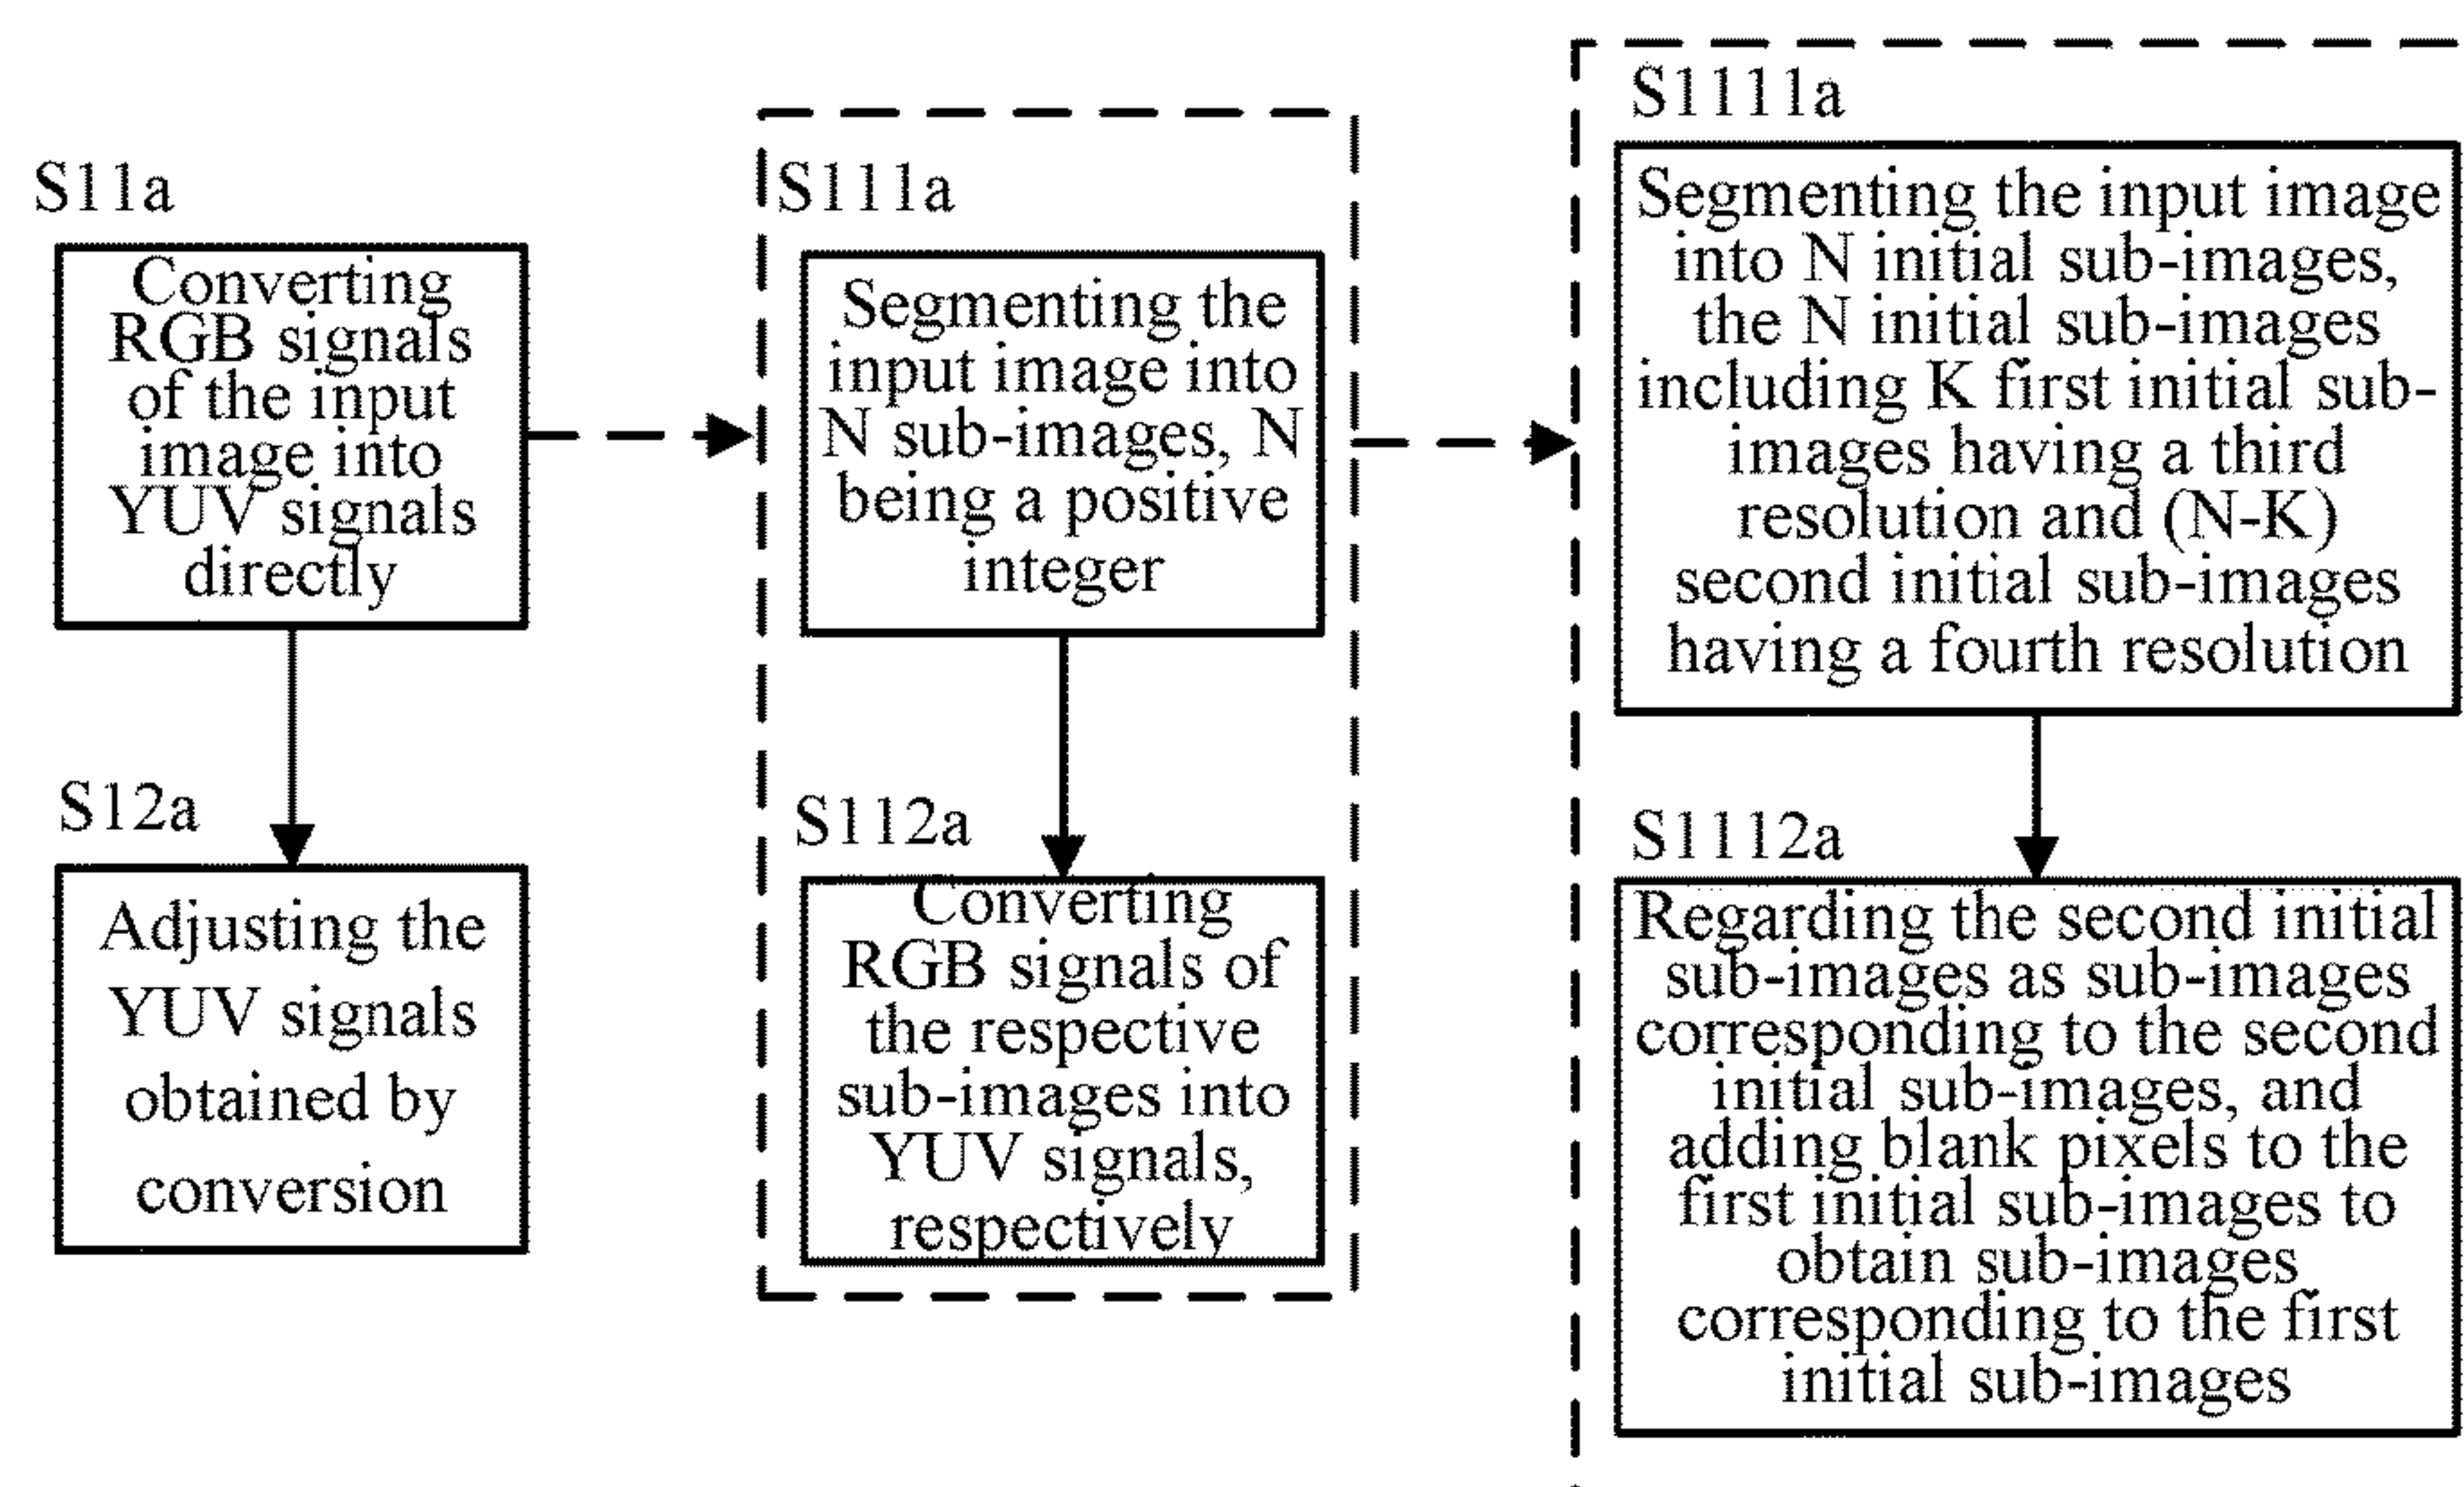 S11a
Converting
RGB signals
of the input
image into
YUV signals
directly
S12a
Adjusting the
YUV signals
obtained by
conversion
S111a
Segmenting the
input image into
N sub-images, N
being a positive
integer
S112a
Converting
RGB signals of
the respective
sub-images into
YUV signals,
respectively
S1111a
Segmenting the input image
into N initial sub-images,
the N initial sub-images
including K first initial sub-
images having a third
resolution and (N-K)
second initial sub-images
having a fourth resolution
S1112a
Regarding the second initial
sub-images as sub-images
corresponding to the second
initial sub-images, and
adding blank pixels to the
first initial sub-images to
obtain sub-images
corresponding to the first
initial sub-images